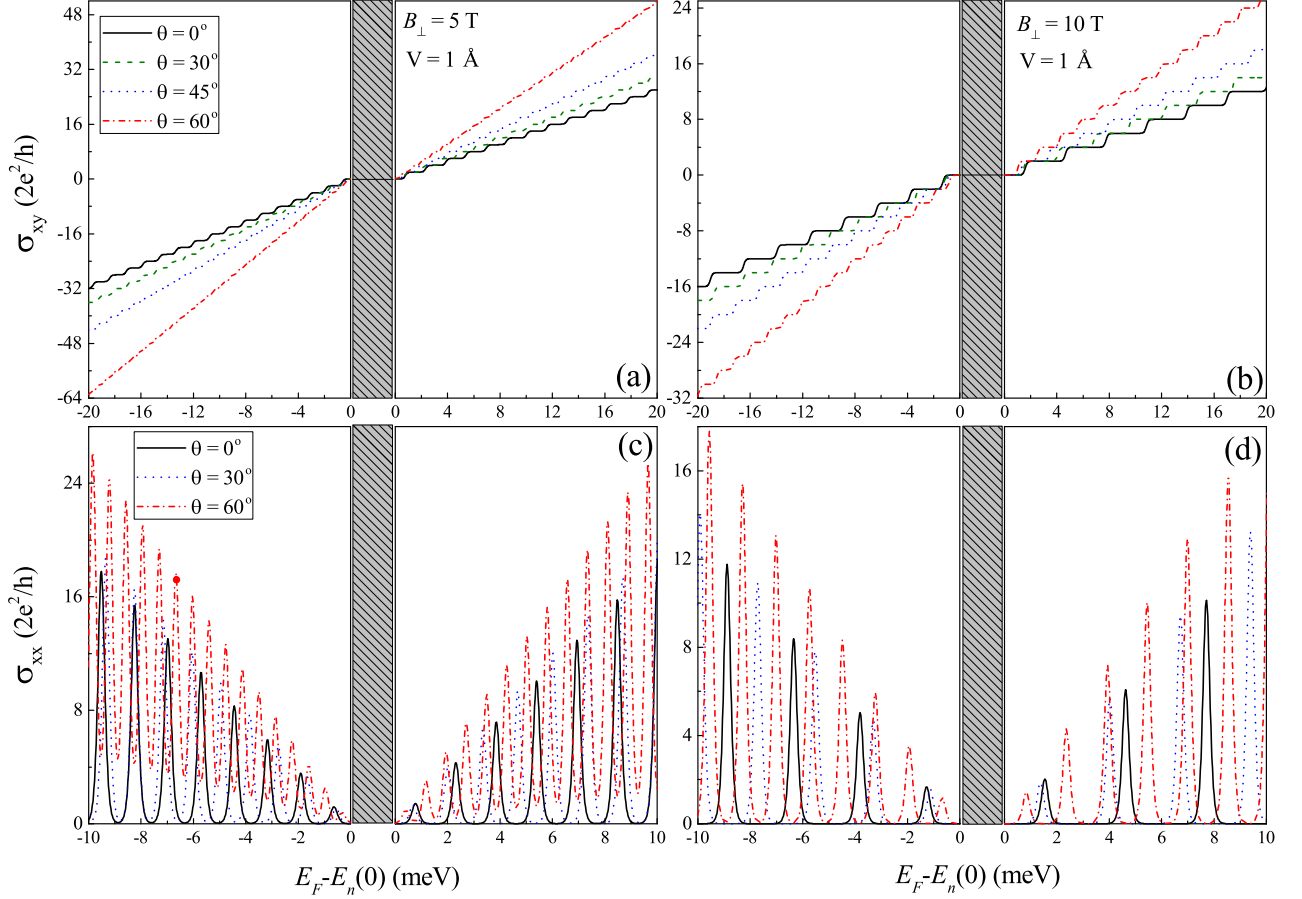 θ = 0°
θ = 30°
θ = 45°
θ = 60°
B⊥ = 5 T
V = 1 Å
σxy (2e²/h)
48
32
16
0
-16
-32
-48
-64
-20 -16 -12 -8 -4 0 0 4 8 12 16 20
(a)
B⊥ = 10 T
V = 1 Å
24
16
8
0
-8
-16
-24
-32
-20 -16 -12 -8 -4 0 0 4 8 12 16 20
(b)
θ = 0°
θ = 30°
θ = 60°
σxx (2e²/h)
24
16
8
0
-10 -8 -6 -4 -2 0 0 2 4 6 8 10
(c)
EF-En(0) (meV)
16
12
8
4
0
-10 -8 -6 -4 -2 0 0 2 4 6 8 10
(d)
EF-En(0) (meV)